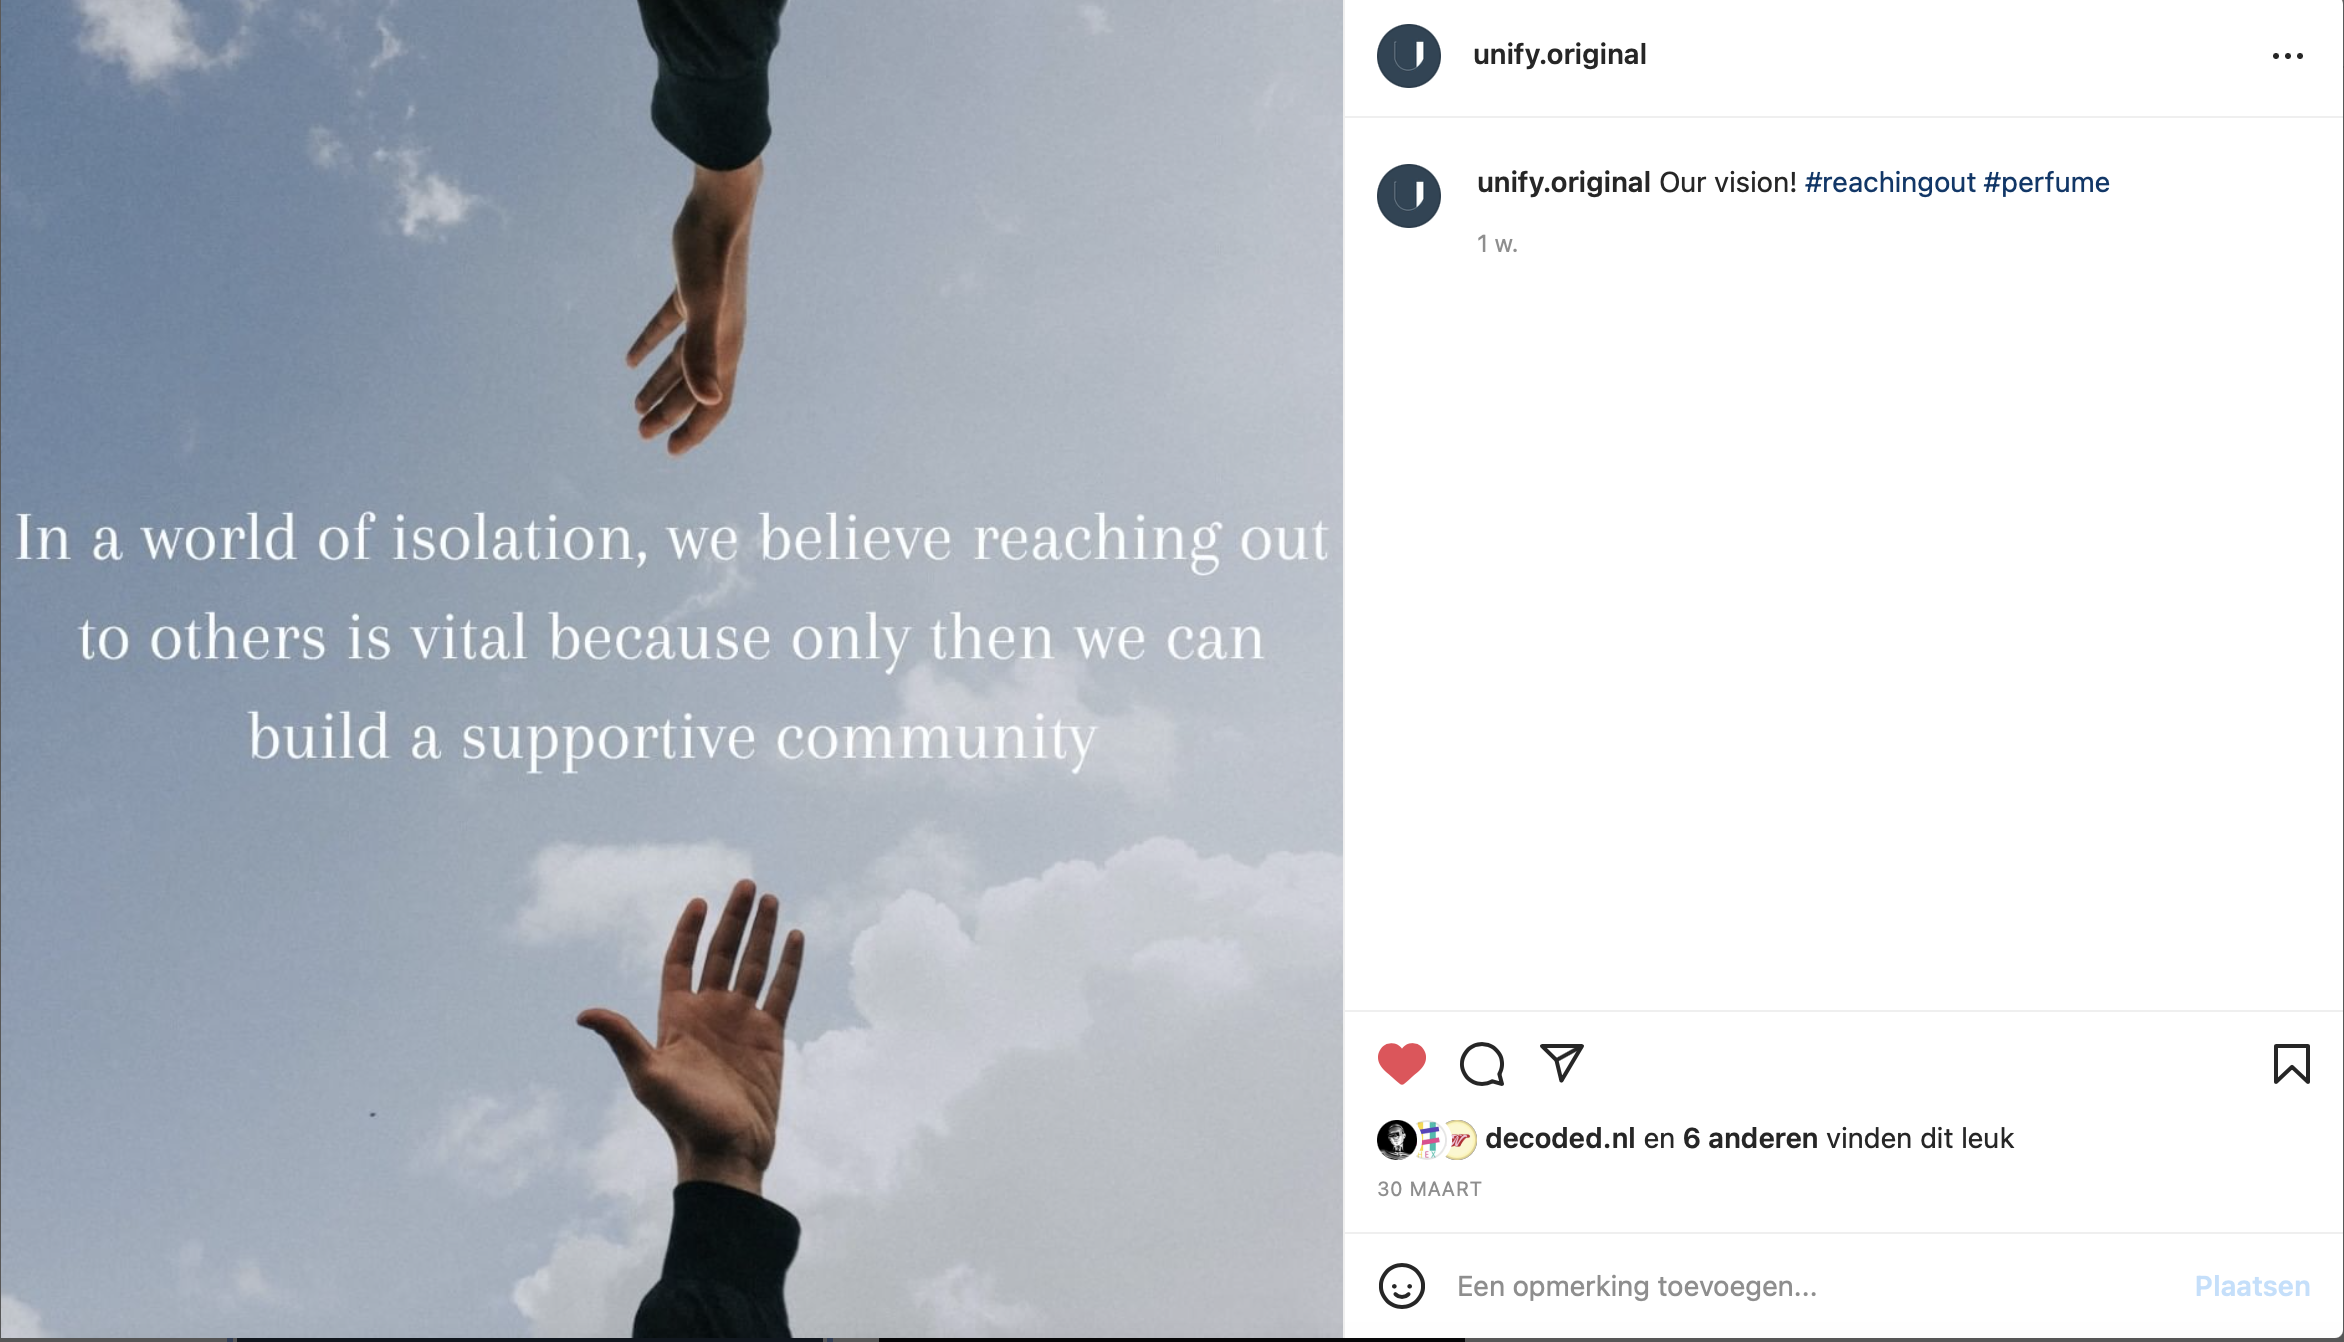 In a world of isolation, we believe reaching out
to others is vital because only then we can
build a supportive community
unify.original
unify.original Our vision! #reachingout #perfume
1 w.
decoded.nl en 6 anderen vinden dit leuk
30 MAART
Een opmerking toevoegen...
Plaatsen